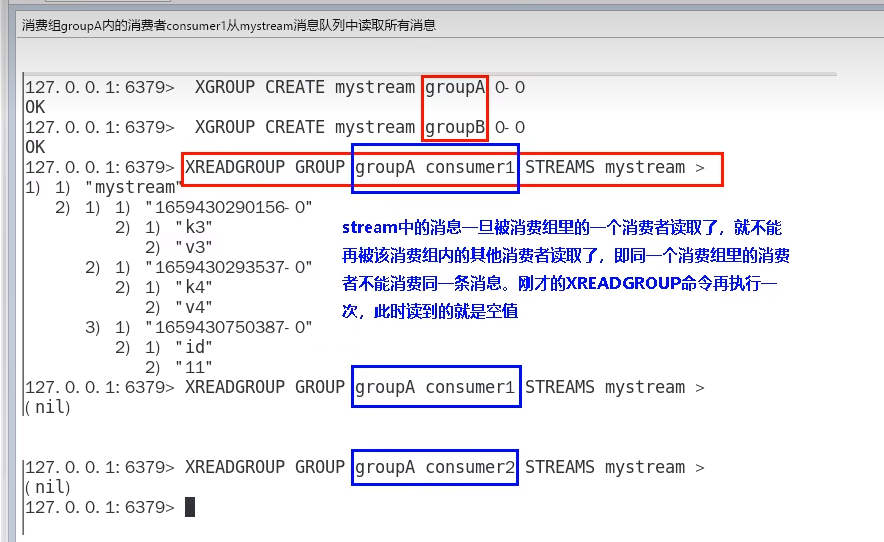 消费组groupA内的消费者consumer1从mystream消息队列中读取所有消息
127.0.0.1:6379> XGROUP CREATE mystream groupA 0-0
OK
127.0.0.1:6379> XGROUP CREATE mystream groupB 0-0
OK
127.0.0.1:6379> XREADGROUP GROUP groupA consumer1 STREAMS mystream >
1) 1) "mystream"
2) 1) 1) "1659430290156-0"
2) 1) "k3"
2) "v3"
2) 1) "1659430293537-0"
2) 1) "k4"
2) "v4"
3) 1) "1659430750387-0"
2) 1) "id"
2) "11"
stream中的消息一旦被消费组里的一个消费者读取了，就不能
再被该消费组内的其他消费者读取了，即同一个消费组里的消费
者不能消费同一条消息。刚才的XREADGROUP命令再执行一
次，此时读到的就是空值
127.0.0.1:6379> XREADGROUP GROUP groupA consumer1 STREAMS mystream >
(nil)
127.0.0.1:6379> XREADGROUP GROUP groupA consumer2 STREAMS mystream >
(nil)
127.0.0.1:6379>